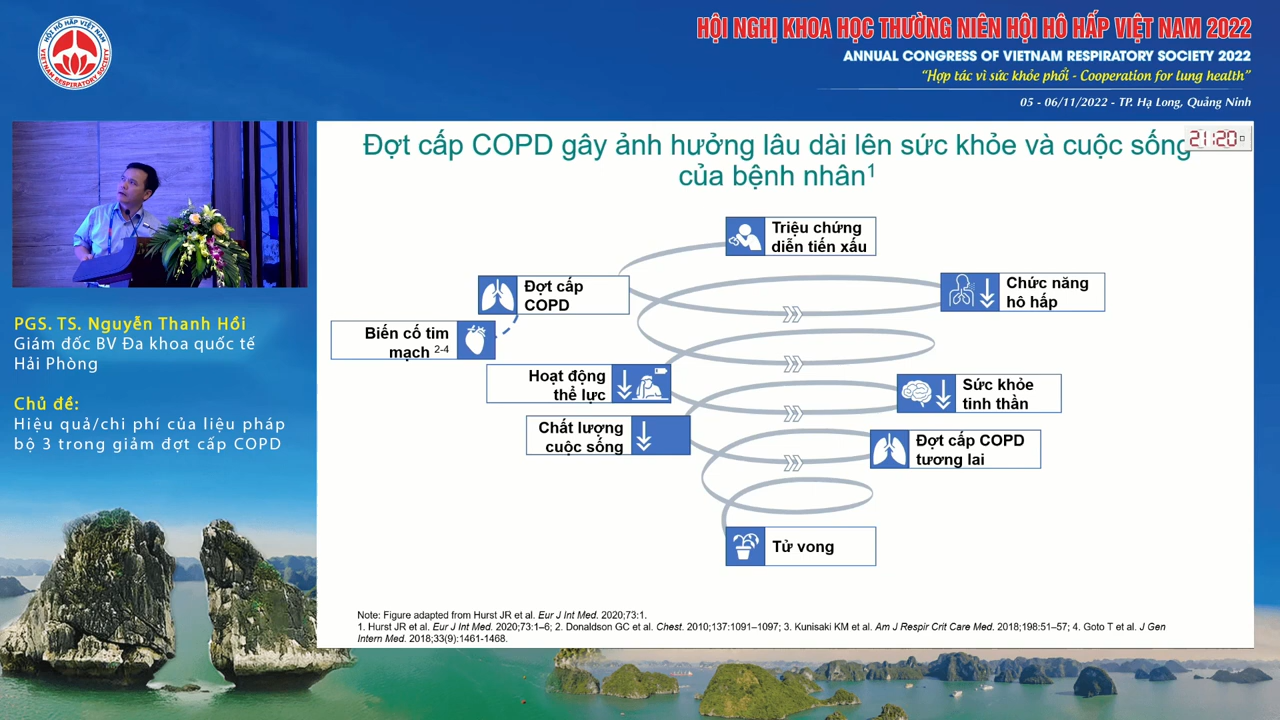 HỘI HÔ HẤP VIỆT NAM
VIETNAM RESPIRATORY SOCIETY
HỘI NGHỊ KHOA HỌC THƯỜNG NIÊN HỘI HÔ HẤP VIỆT NAM 2022
ANNUAL CONGRESS OF VIETNAM RESPIRATORY SOCIETY 2022
“Hợp tác vì sức khỏe phổi - Cooperation for lung health”
05 - 06/11/2022 - TP. Hạ Long, Quảng Ninh
PGS. TS. Nguyễn Thanh Hồi
Giám đốc BV Đa khoa quốc tế
Hải Phòng
Chủ đề:
Hiệu quả/chi phí của liệu pháp
bộ 3 trong giảm đợt cấp COPD
Đợt cấp COPD gây ảnh hưởng lâu dài lên sức khỏe và cuộc sống
của bệnh nhân1
21:20
Triệu chứng
diễn tiến xấu
Đợt cấp
COPD
Chức năng
hô hấp
Biến cố tim
mạch 2-4
Hoạt động
thể lực
Sức khỏe
tinh thần
Chất lượng
cuộc sống
Đợt cấp COPD
tương lai
Tử vong
Note: Figure adapted from Hurst JR et al. Eur J Int Med. 2020;73:1.
1. Hurst JR et al. Eur J Int Med. 2020;73:1–6; 2. Donaldson GC et al. Chest. 2010;137:1091–1097; 3. Kunisaki KM et al. Am J Respir Crit Care Med. 2018;198:51–57; 4. Goto T et al. J Gen
Intern Med. 2018;33(9):1461-1468.